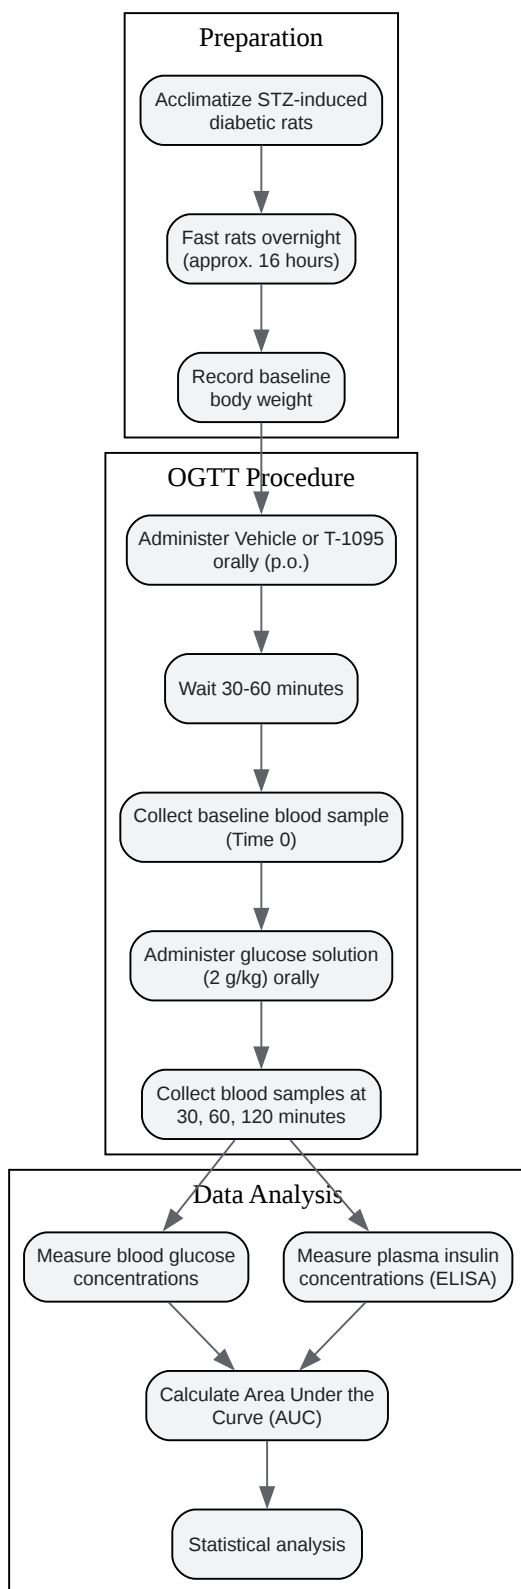 Preparation
Acclimatize STZ-induced
diabetic rats
Fast rats overnight
(approx. 16 hours)
Record baseline
body weight
OGTT Procedure
Administer Vehicle or T-1095
orally (p.o.)
Wait 30-60 minutes
Collect baseline blood sample
(Time 0)
Administer glucose solution
(2 g/kg) orally
Collect blood samples at
30, 60, 120 minutes
Data Analysis
Measure blood glucose
concentrations
Measure plasma insulin
concentrations (ELISA)
Calculate Area Under the
Curve (AUC)
Statistical analysis